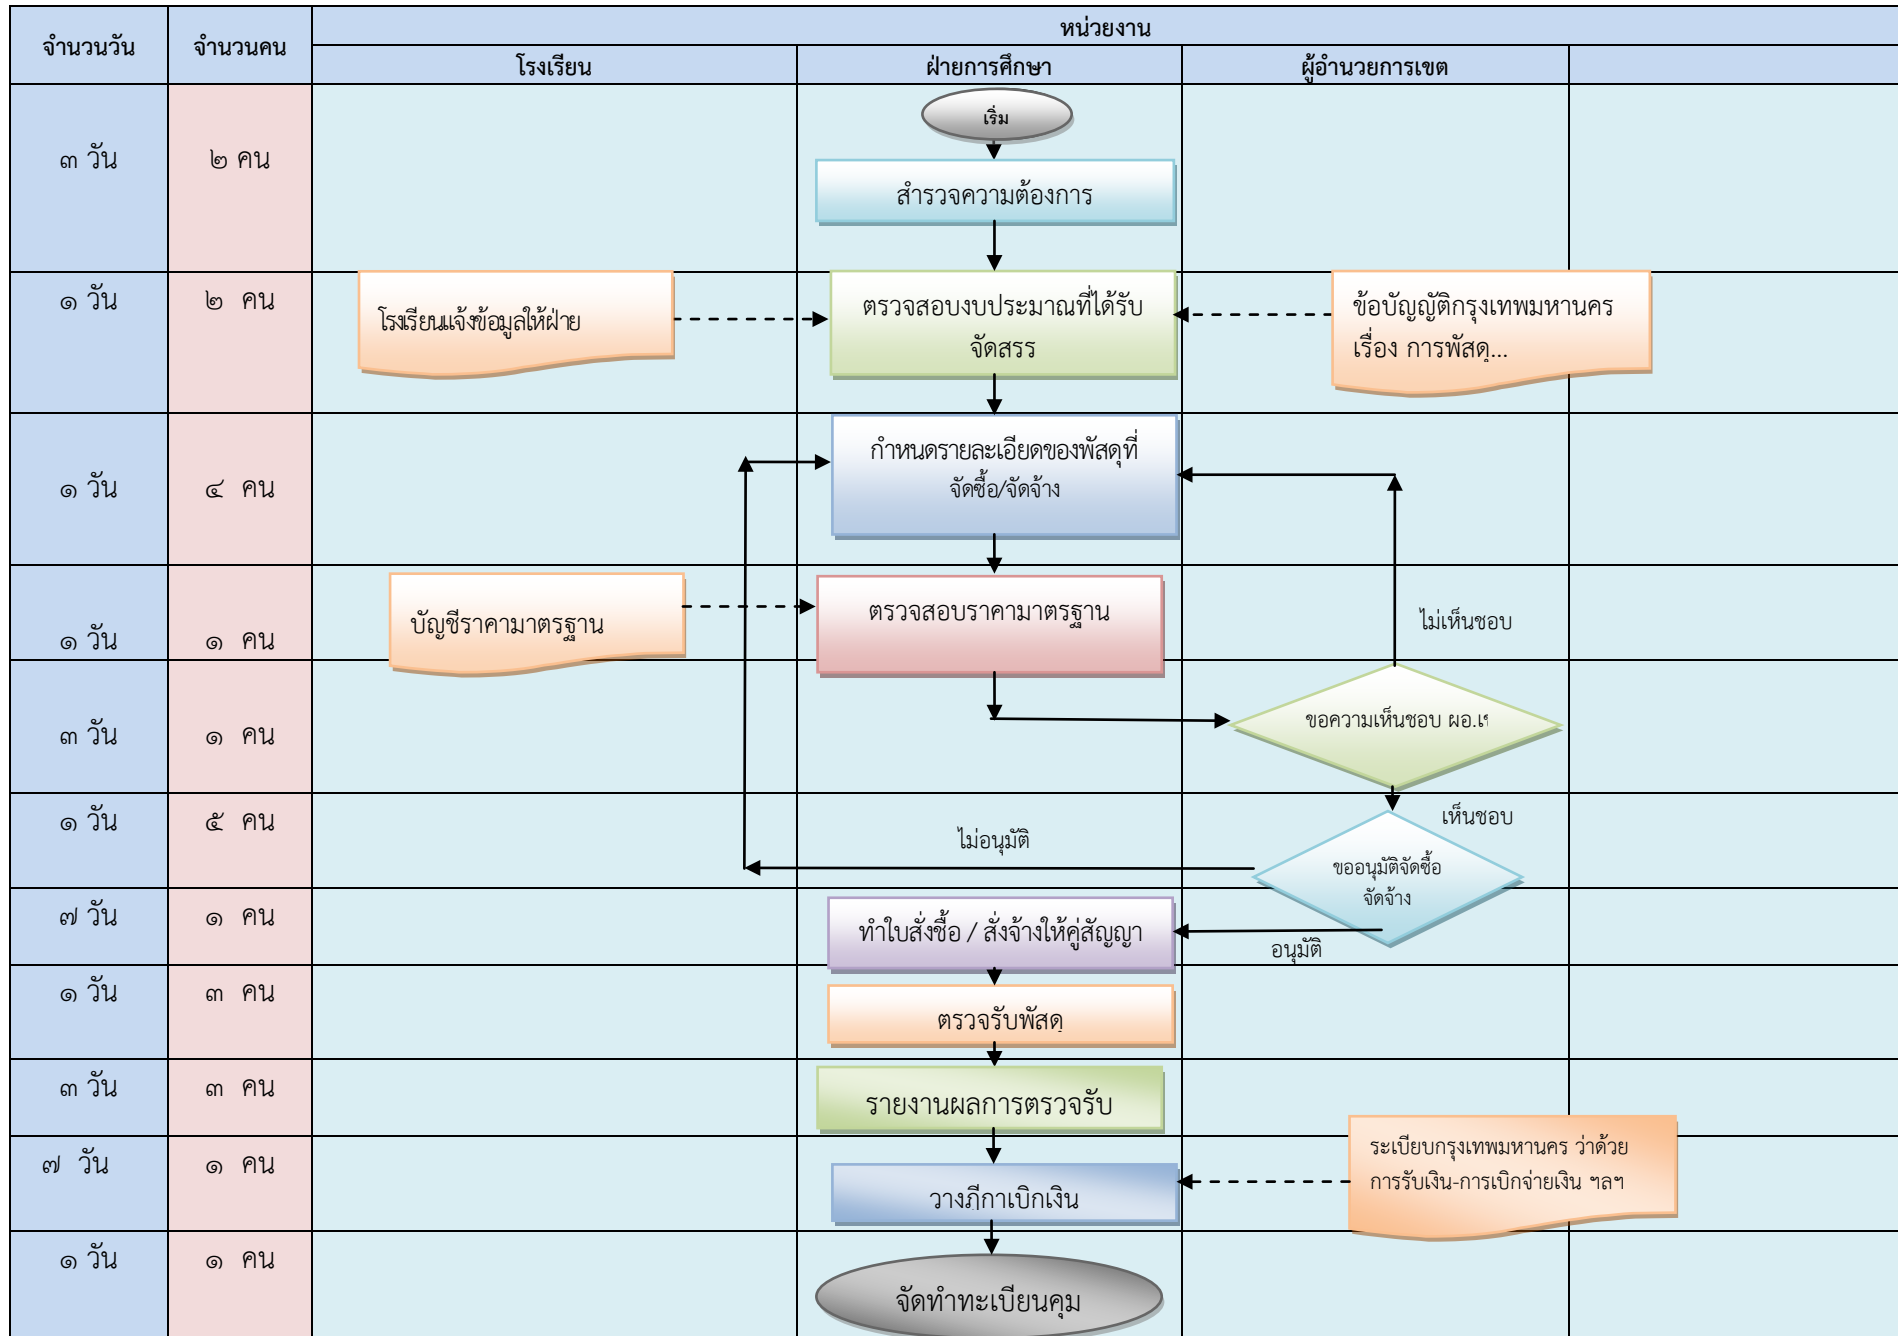 หน่วยงาน
จำนวนวัน จำนวนคน
โรงเรียน ฝ่ายการศึกษา ผู้อำนวยการเขต
เริ่ม
๓ วัน ๒ คน
สำรวจความต้องการ
๑ วัน ๒ คน
โรงเรียนแจ้งข้อมูลให้ฝ่าย
ตรวจสอบงบประมาณที่ได้รับ
จัดสรร
ข้อบัญญัติกรุงเทพมหานคร
เรื่อง การพัสดุ...
กำหนดรายละเอียดของพัสดุที่
จัดซื้อ/จัดจ้าง
๑ วัน ๔ คน
บัญชีราคามาตรฐาน
ตรวจสอบราคามาตรฐาน
ไม่เห็นชอบ
๑ วัน ๑ คน
๓ วัน ๑ คน
ขอความเห็นชอบ ผอ.เ
เห็นชอบ
๑ วัน ๕ คน
ไม่อนุมัติ
ขออนุมัติจัดซื้อ
จัดจ้าง
๗ วัน ๑ คน
ทำใบสั่งซื้อ / สั่งจ้างให้คู่สัญญา
อนุมัติ
๑ วัน ๓ คน
ตรวจรับพัสดุ
๓ วัน ๓ คน
รายงานผลการตรวจรับ
๗ วัน ๑ คน
วางฎีกาเบิกเงิน
ระเบียบกรุงเทพมหานคร ว่าด้วย
การรับเงิน-การเบิกจ่ายเงิน ฯลฯ
๑ วัน ๑ คน
จัดทำทะเบียนคุม